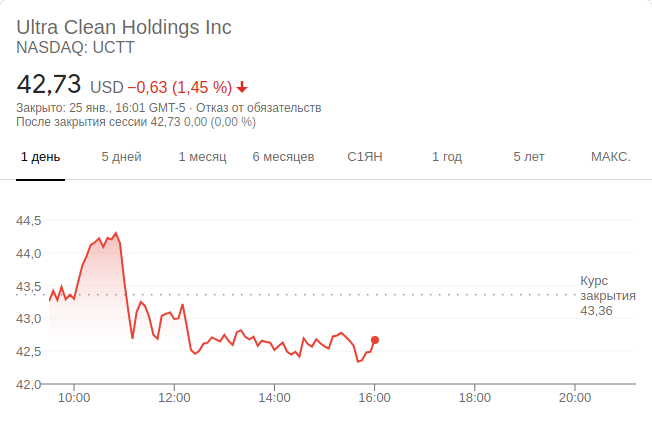 Ultra Clean Holdings Inc
NASDAQ: UCTT
42,73 USD −0,63 (1,45 %)
Закрыто: 25 янв., 16:01 GMT-5 · Отказ от обязательств
После закрытия сессии 42,73 0,00 (0,00 %)
1 день 5 дней 1 месяц 6 месяцев С1ЯН 1 год 5 лет МАКС.
44,5
44,0
43,5
43,0
42,5
42,0
Курс
закрытия
43,36
10:00 12:00 14:00 16:00 18:00 20:00